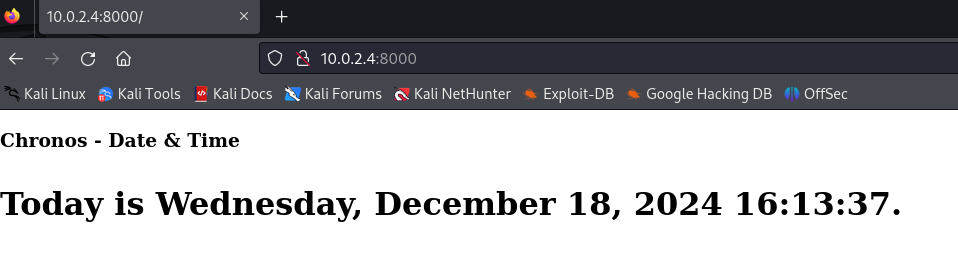 10.0.2.4:8000/
10.0.2.4:8000
Kali Linux Kali Tools Kali Docs Kali Forums Kali NetHunter Exploit-DB Google Hacking DB OffSec
Chronos - Date & Time
Today is Wednesday, December 18, 2024 16:13:37.